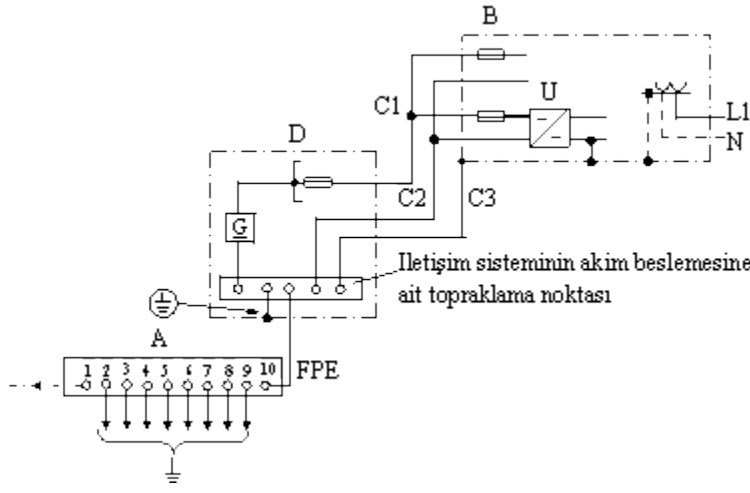 B
U
C1
L1
N
D
C2
C3
G
Iletişim sisteminin akim beslemesine
ait topraklama noktası
A
1 2 3 4 5 6 7 8 9 10
FPE